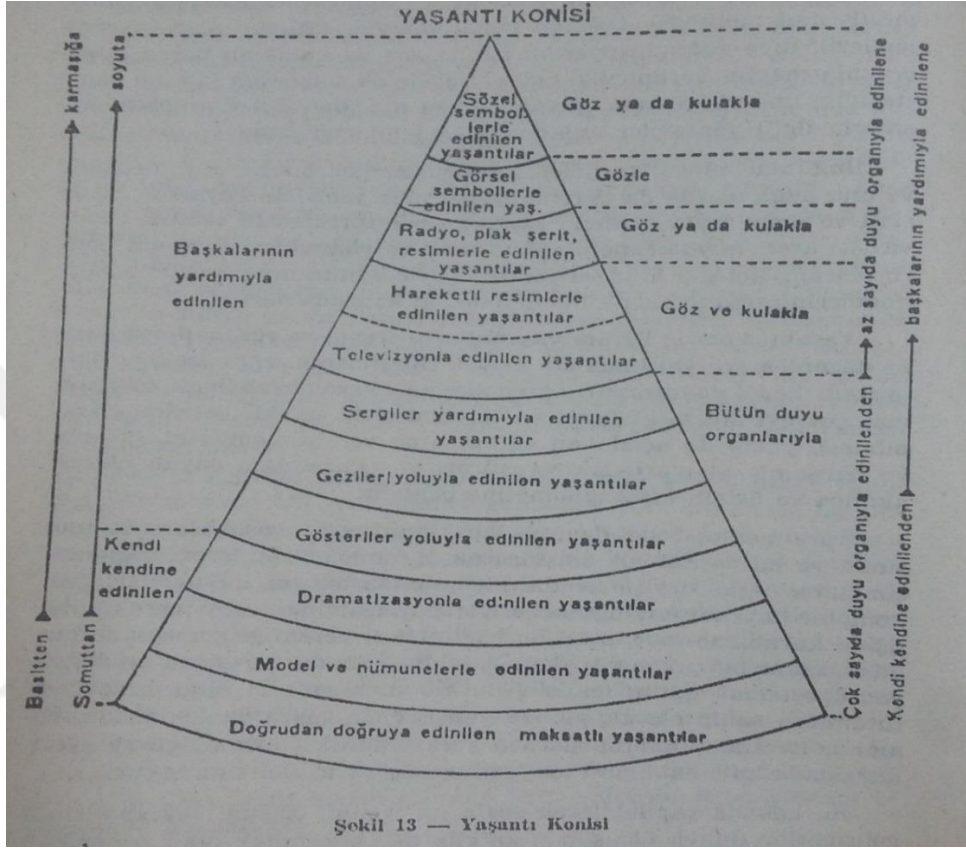 YAŞANTI KONİSİ
karmaşığa
soyuta
Basitten
Somuttan
Başkalarının
yardımıyla
edinilen
Kendi
kendine
edinilen
Sözel
sembol-
lerle
edinilen
yaşantılar
Görsel
sembollerle
edinilen yaş.
Radyo, plak şerit,
resimlerle edinilen
yaşantılar
Hareketli resimlerle
edinilen yaşantılar
Televizyonla edinilen yaşantılar
Sergiler yardımıyla edinilen
yaşantılar
Geziler yoluyla edinilen yaşantılar
Gösteriler yoluyla edinilen yaşantılar
Dramatizasyonla edinilen yaşantılar
Model ve nümunelerle edinilen yaşantılar
Doğrudan doğruya edinilen maksatlı yaşantılar
Göz ya da kulakla
Gözle
Göz ya da kulakla
Göz ve kulakla
Bütün duyu
organlarıyla
Çok sayıda duyu organıyla edinilenden
az sayıda duyu organıyla edinilene
Kendi kendine edinilenden
başkalarının yardımıyla edinilene
Şekil 13 — Yaşantı Konisi